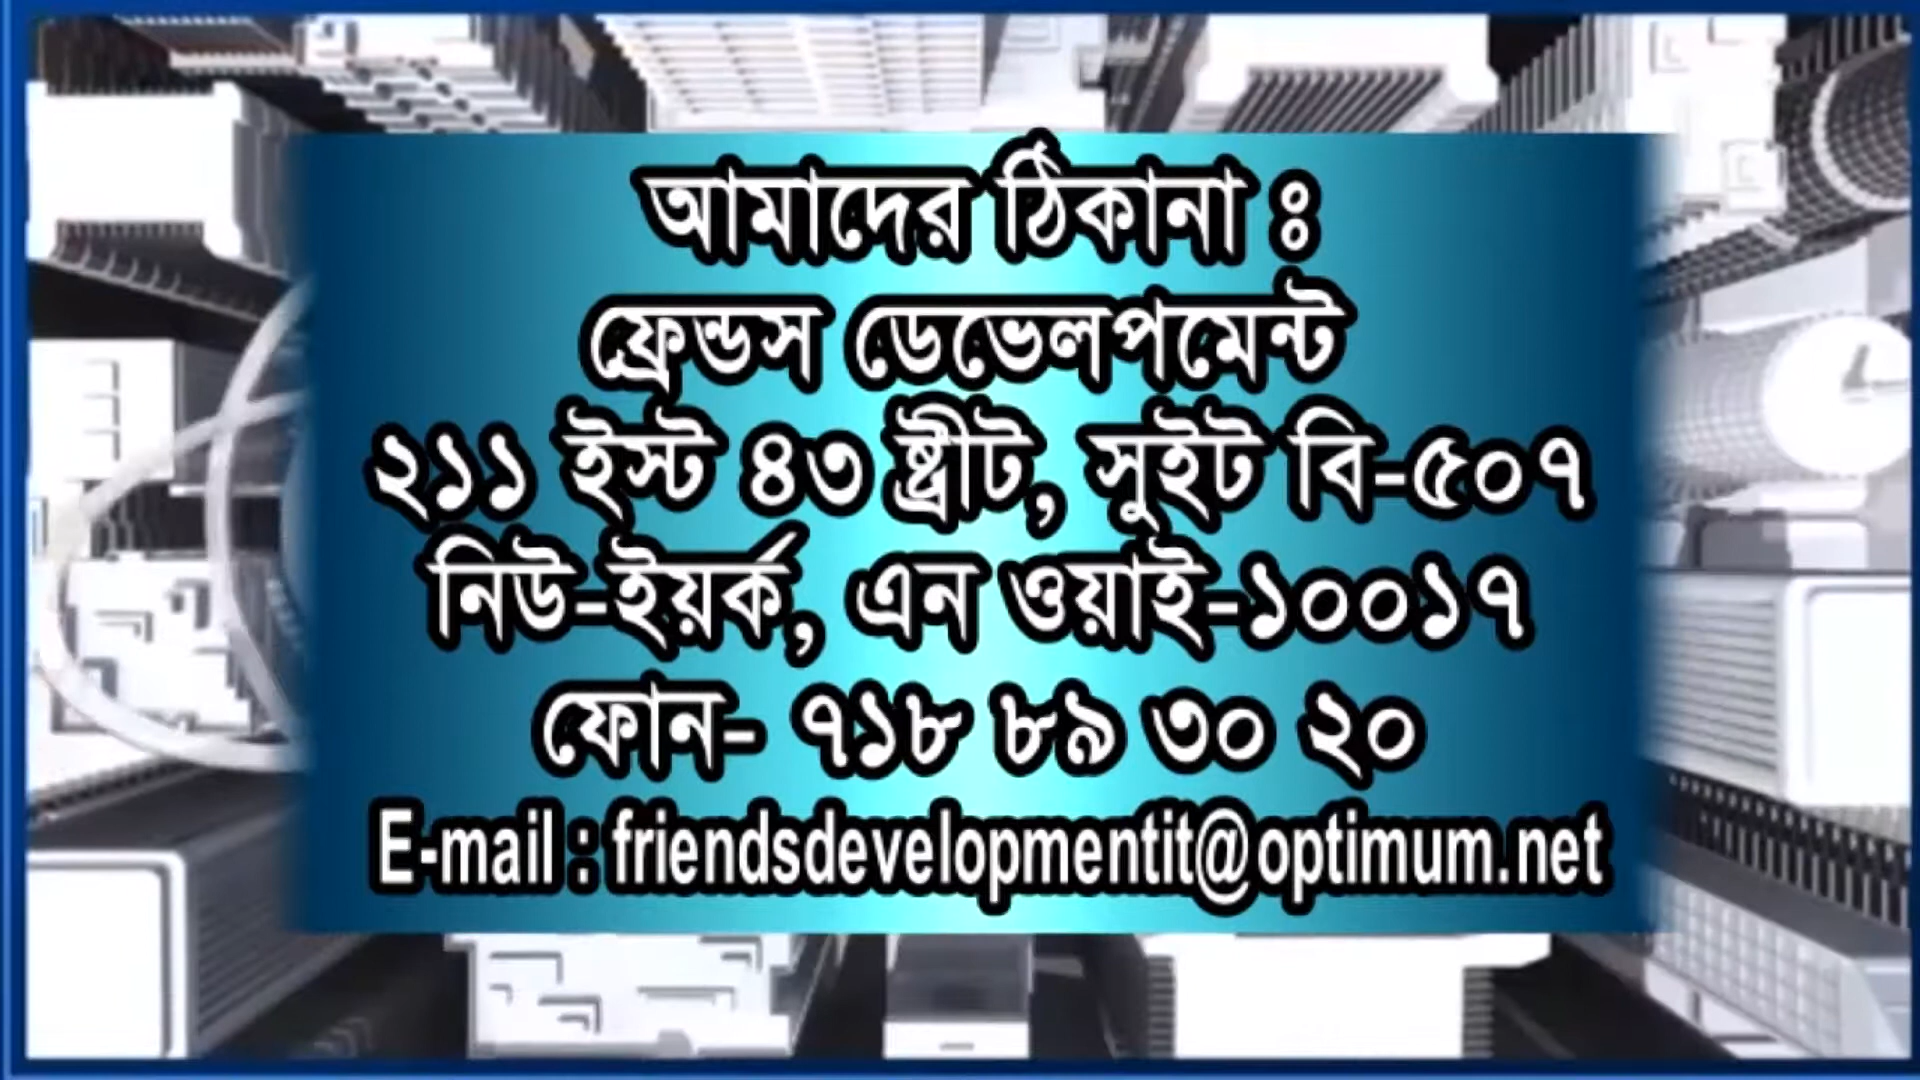 আমাদের ঠিকানা ঃ
ফ্রেন্ডস ডেভেলপমেন্ট
২১১ ইস্ট ৪৩ ষ্ট্রীট, সুইট বি-৫০৭
নিউ-ইয়র্ক, এন ওয়াই-১০০১৭
ফোন- ৭১৮ ৮৯ ৩০ ২০
E-mail : friendsdevelopmentit@optimum.net